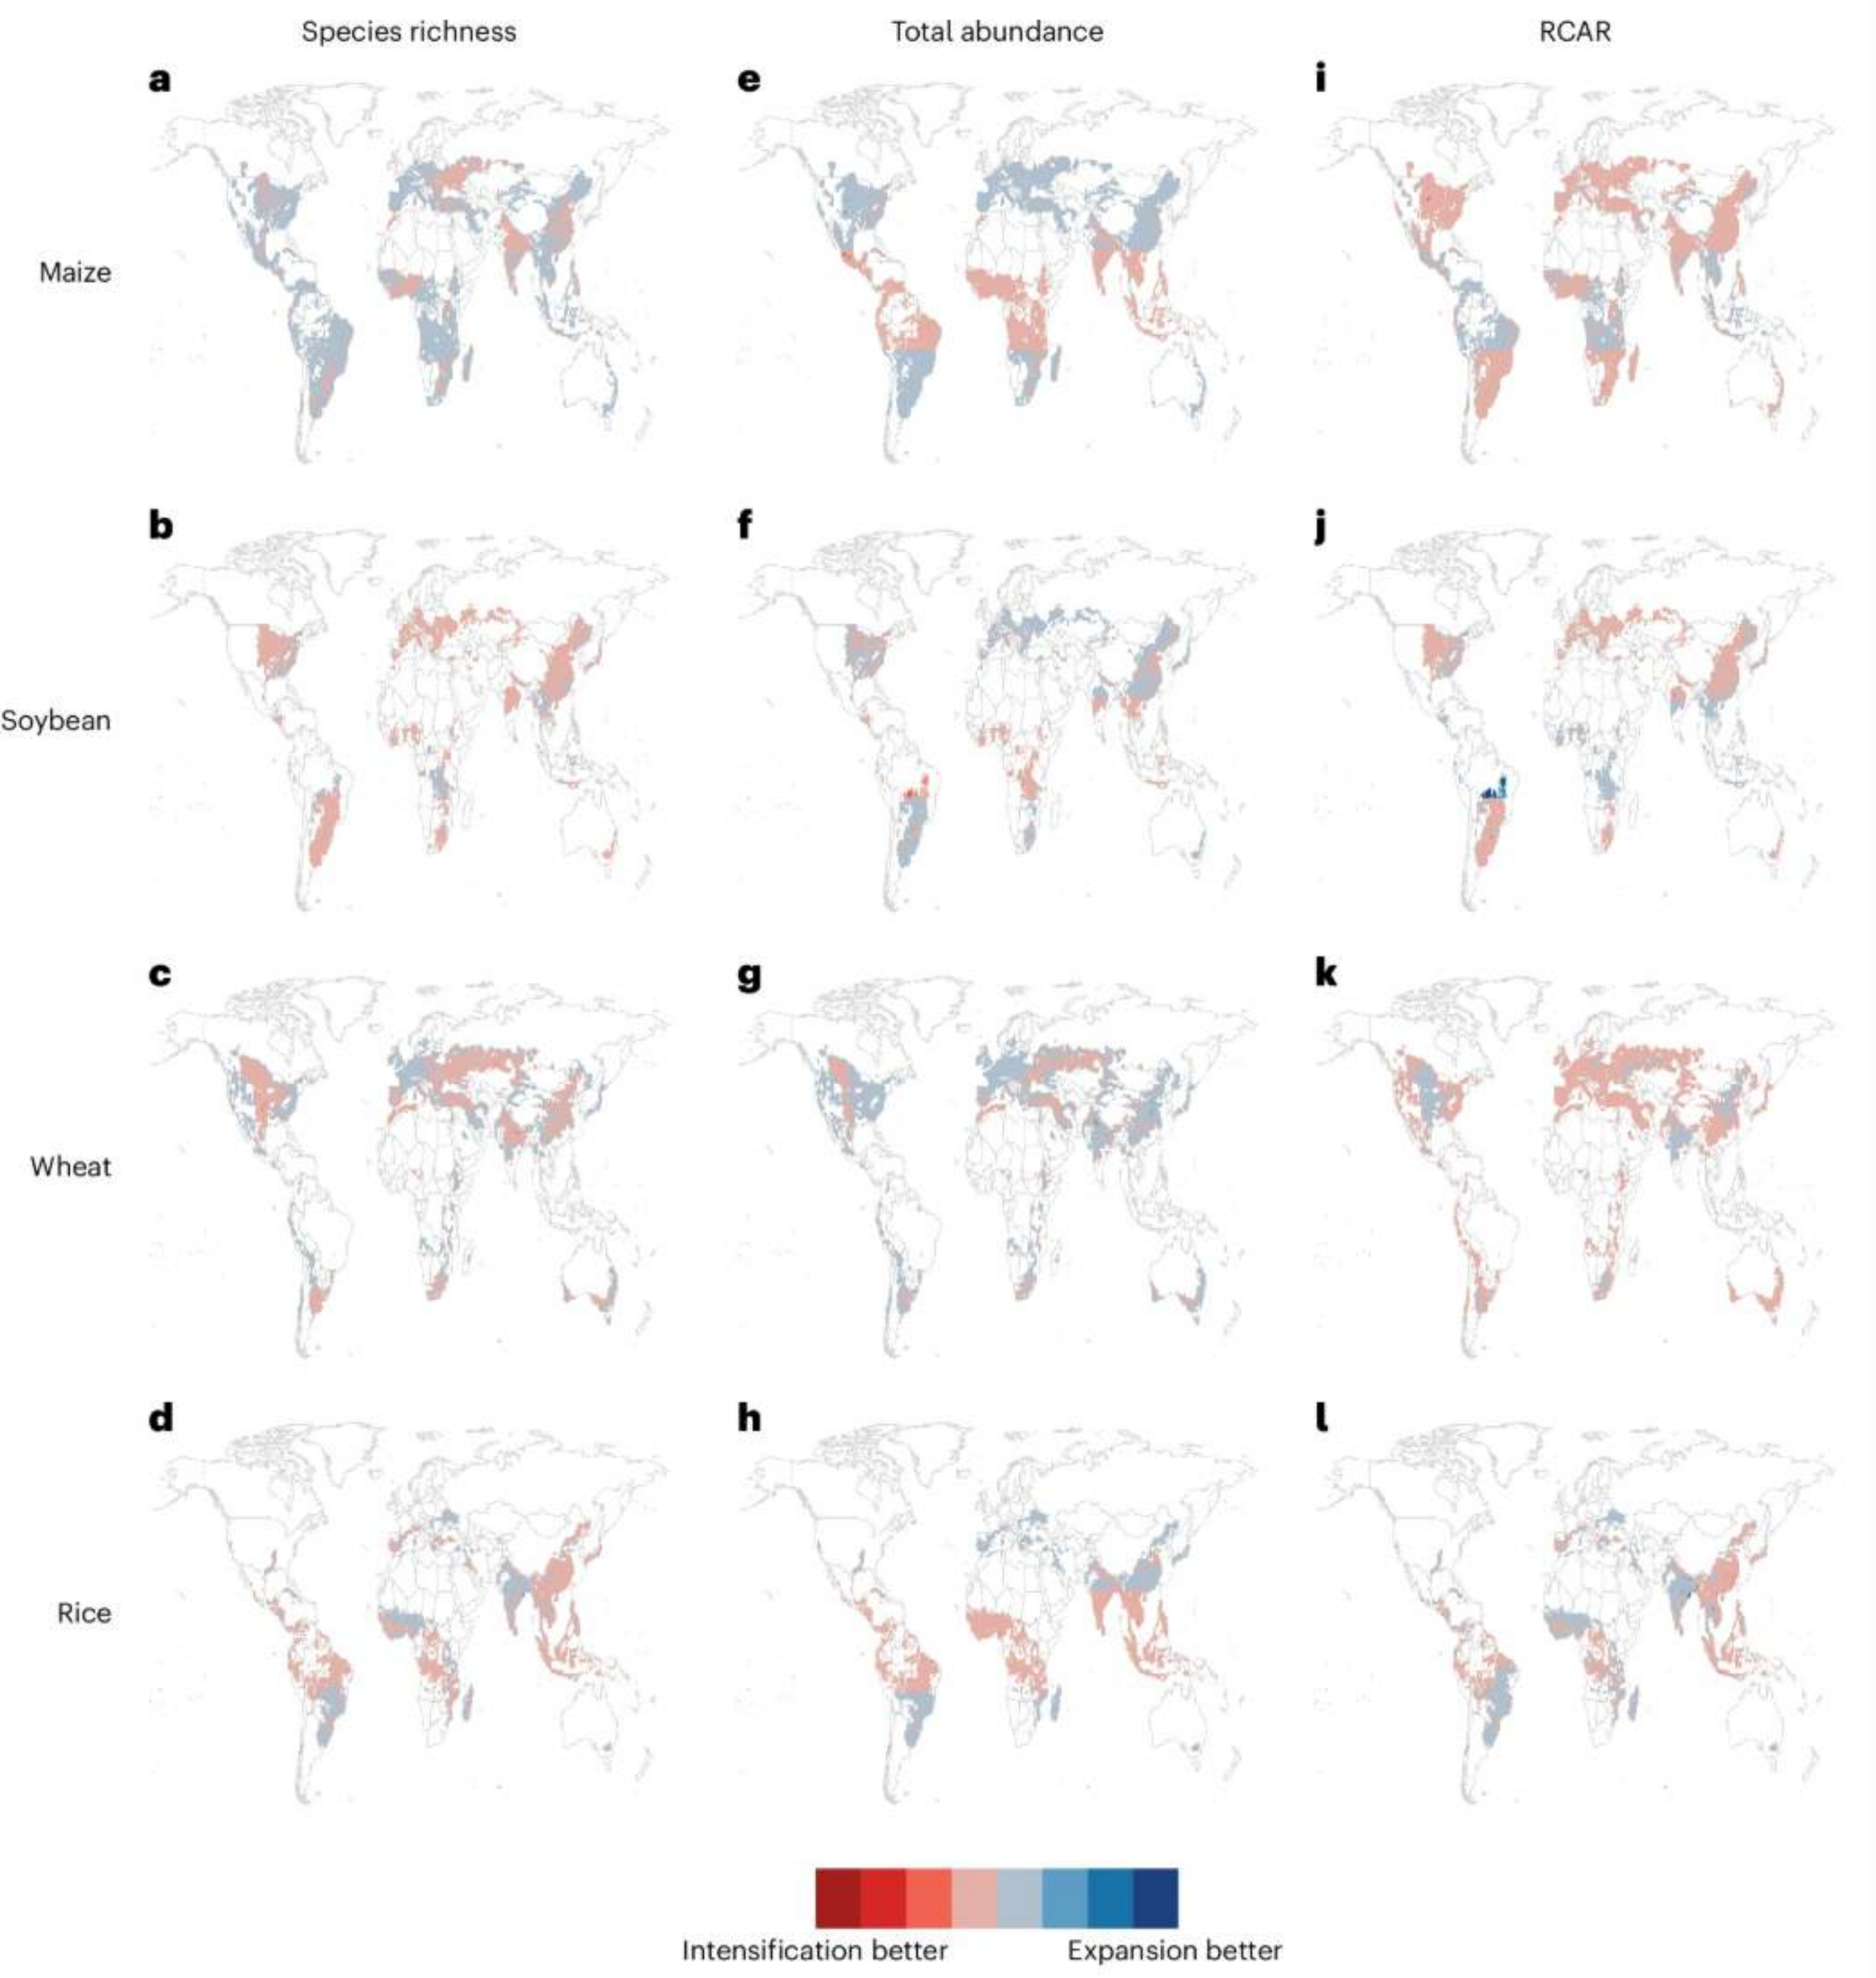 Species richness
Total abundance
RCAR
a
e
i
Maize
b
f
j
Soybean
c
g
k
Wheat
d
h
l
Rice
Intensification better
Expansion better